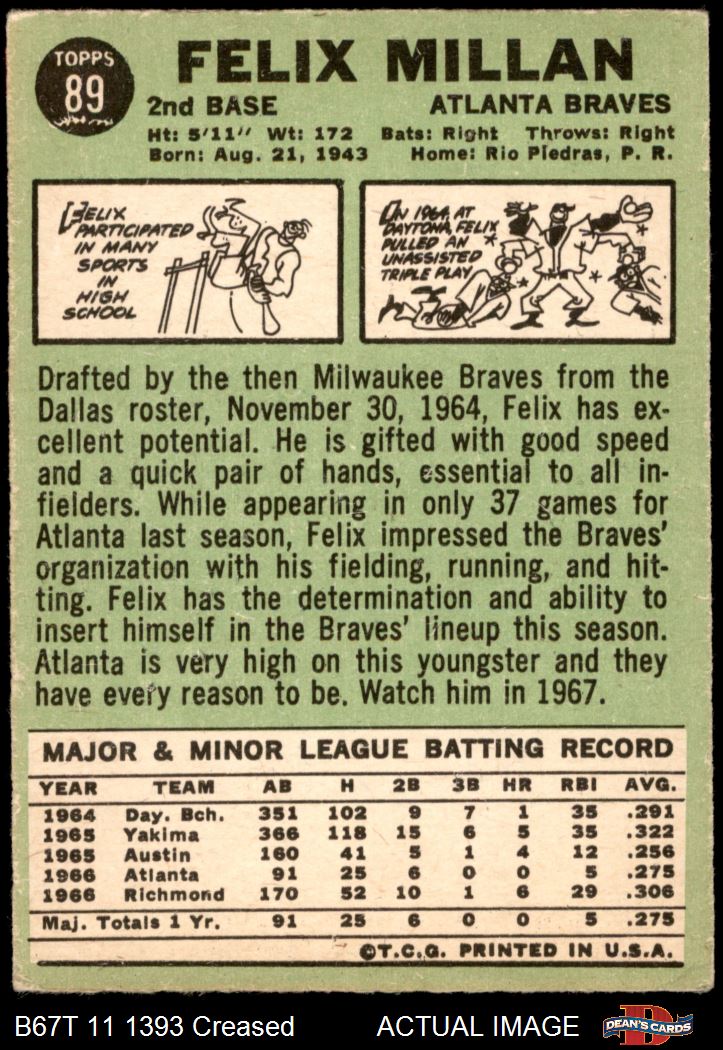 TOPPS
89
FELIX MILLAN
2nd BASE ATLANTA BRAVES
Ht: 5'11" Wt: 172 Bats: Right Throws: Right
Born: Aug. 21, 1943 Home: Rio Piedras, P. R.
FELIX
PARTICIPATED
IN MANY
SPORTS
IN
HIGH
SCHOOL
IN 1964, AT
DAYTONA, FELIX
PULLED AN
UNASSISTED
TRIPLE PLAY
Drafted by the then Milwaukee Braves from the
Dallas roster, November 30, 1964, Felix has ex-
cellent potential. He is gifted with good speed
and a quick pair of hands, essential to all in-
fielders. While appearing in only 37 games for
Atlanta last season, Felix impressed the Braves'
organization with his fielding, running, and hit-
ting. Felix has the determination and ability to
insert himself in the Braves' lineup this season.
Atlanta is very high on this youngster and they
have every reason to be. Watch him in 1967.
MAJOR & MINOR LEAGUE BATTING RECORD
YEAR TEAM AB H 2B 3B HR RBI AVG.
1964 Day. Bch. 351 102 9 7 1 35 .291
1965 Yakima 366 118 15 6 5 35 .322
1965 Austin 160 41 5 1 4 12 .256
1966 Atlanta 91 25 6 0 0 5 .275
1966 Richmond 170 52 10 1 6 29 .306
Maj. Totals 1 Yr. 91 25 6 0 0 5 .275
©T.C.G. PRINTED IN U.S.A.
B67T 11 1393 Creased ACTUAL IMAGE
D
DEAN'S CARDS